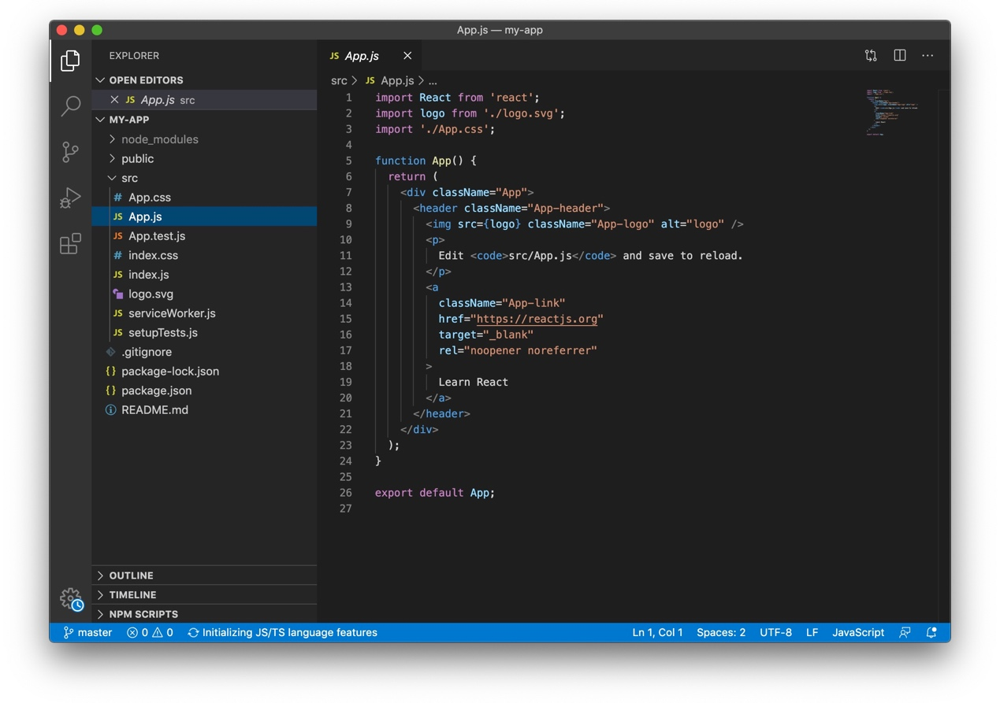 App.js — my-app
EXPLORER
OPEN EDITORS
JS App.js src
MY-APP
node_modules
public
src
# App.css
JS App.js
JS App.test.js
# index.css
JS index.js
logo.svg
JS serviceWorker.js
JS setupTests.js
.gitignore
{} package-lock.json
{} package.json
README.md
OUTLINE
TIMELINE
NPM SCRIPTS
JS App.js
src > JS App.js > ...
1 import React from 'react';
2 import logo from './logo.svg';
3 import './App.css';
4
5 function App() {
6   return (
7     <div className="App">
8       <header className="App-header">
9         <img src={logo} className="App-logo" alt="logo" />
10         <p>
11           Edit <code>src/App.js</code> and save to reload.
12         </p>
13         <a
14           className="App-link"
15           href="https://reactjs.org"
16           target="_blank"
17           rel="noopener noreferrer"
18         >
19           Learn React
20         </a>
21       </header>
22     </div>
23   );
24 }
25
26 export default App;
27
master 0 0 Initializing JS/TS language features Ln 1, Col 1 Spaces: 2 UTF-8 LF JavaScript